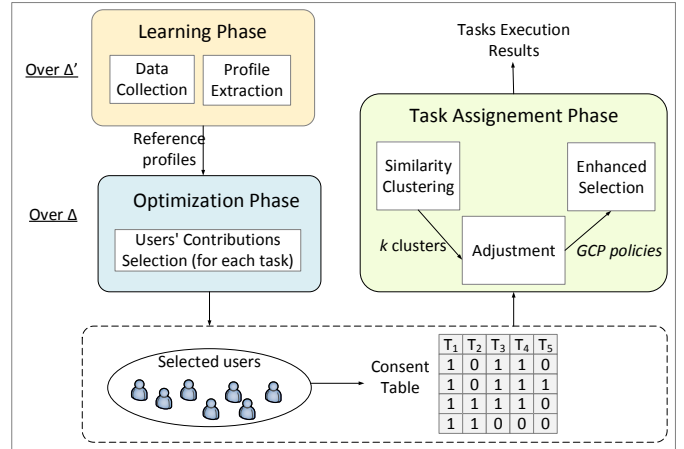 Learning Phase
Over Δ'
Data
Collection
Profile
Extraction
Reference
profiles
Over Δ
Optimization Phase
Users' Contributions
Selection (for each task)
Tasks Execution
Results
Task Assignement Phase
Similarity
Clustering
Enhanced
Selection
k clusters
Adjustment
GCP policies
Selected users
Consent
Table
T1 T2 T3 T4 T5
1 0 1 1 0
1 0 1 1 1
1 1 1 1 0
1 1 0 0 0